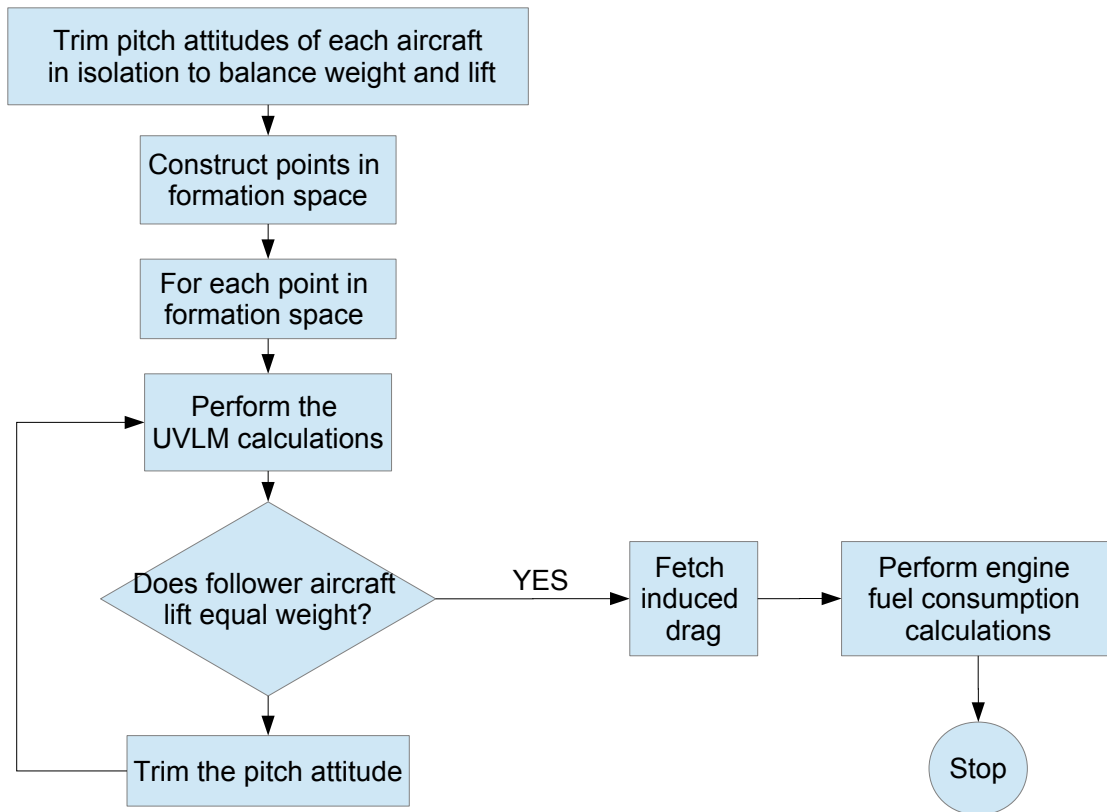 Trim pitch attitudes of each aircraft
in isolation to balance weight and lift
Construct points in
formation space
For each point in
formation space
Perform the
UVLM calculations
Does follower aircraft
lift equal weight?
YES
Fetch
induced
drag
Perform engine
fuel consumption
calculations
Trim the pitch attitude
Stop